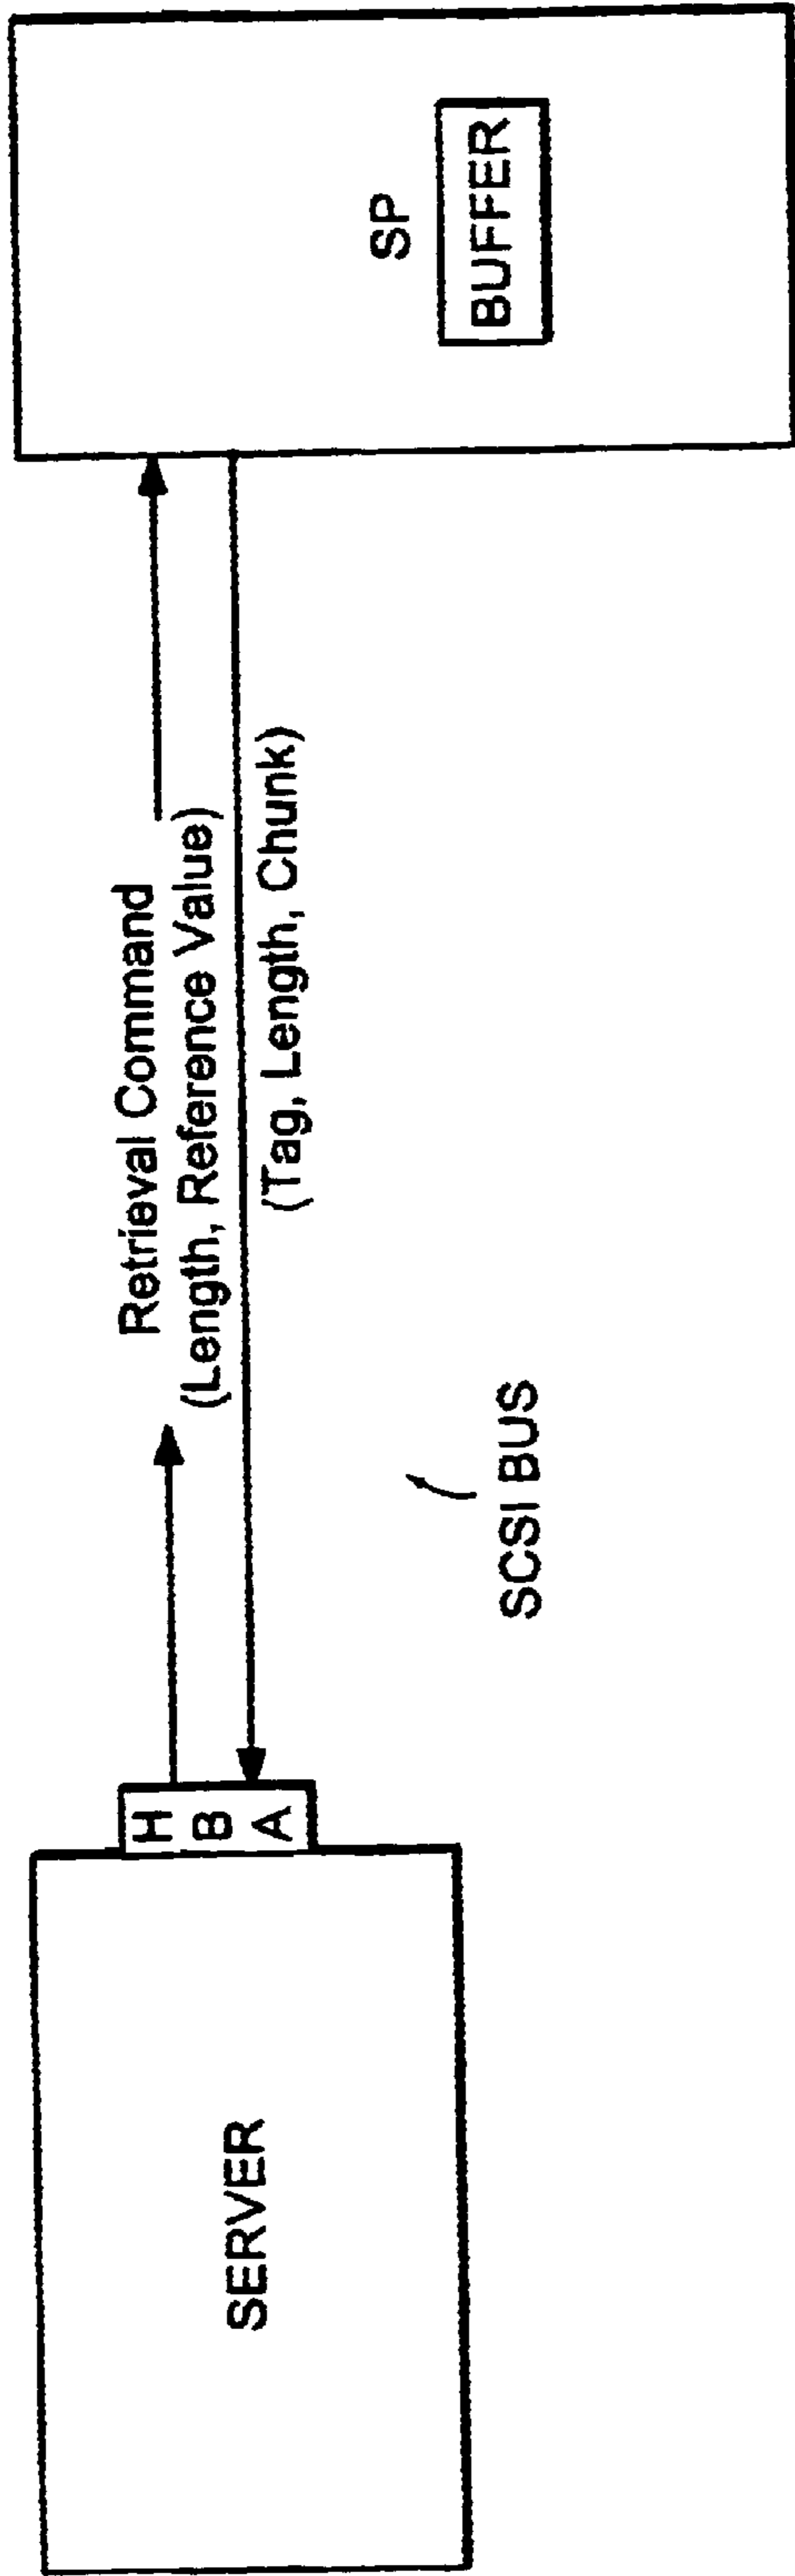 SERVER
H
B
A
Retrieval Command
(Length, Reference Value)
(Tag, Length, Chunk)
SCSI BUS
SP
BUFFER